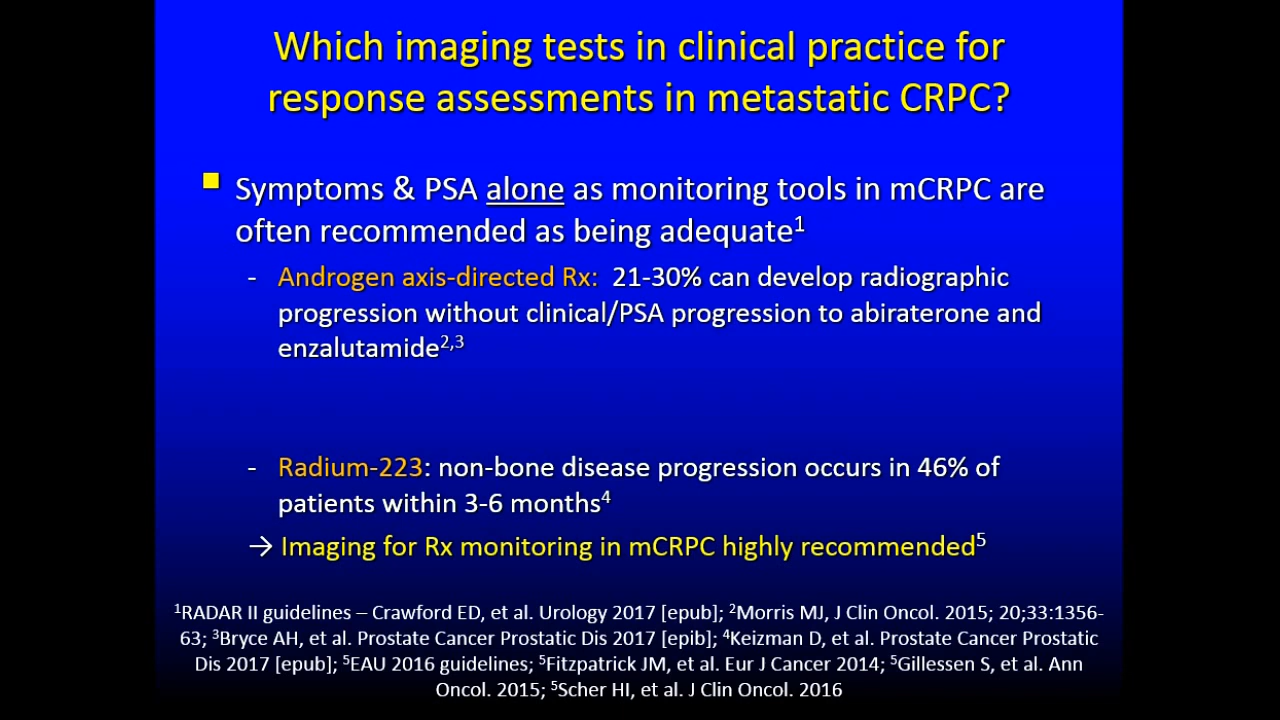 Which imaging tests in clinical practice for
response assessments in metastatic CRPC?
Symptoms & PSA alone as monitoring tools in mCRPC are
often recommended as being adequate1
- Androgen axis-directed Rx: 21-30% can develop radiographic
progression without clinical/PSA progression to abiraterone and
enzalutamide2,3
- Radium-223: non-bone disease progression occurs in 46% of
patients within 3-6 months4
→ Imaging for Rx monitoring in mCRPC highly recommended5
1RADAR II guidelines – Crawford ED, et al. Urology 2017 [epub]; 2Morris MJ, J Clin Oncol. 2015; 20;33:1356-
63; 3Bryce AH, et al. Prostate Cancer Prostatic Dis 2017 [epib]; 4Keizman D, et al. Prostate Cancer Prostatic
Dis 2017 [epub]; 5EAU 2016 guidelines; 5Fitzpatrick JM, et al. Eur J Cancer 2014; 5Gillessen S, et al. Ann
Oncol. 2015; 5Scher HI, et al. J Clin Oncol. 2016